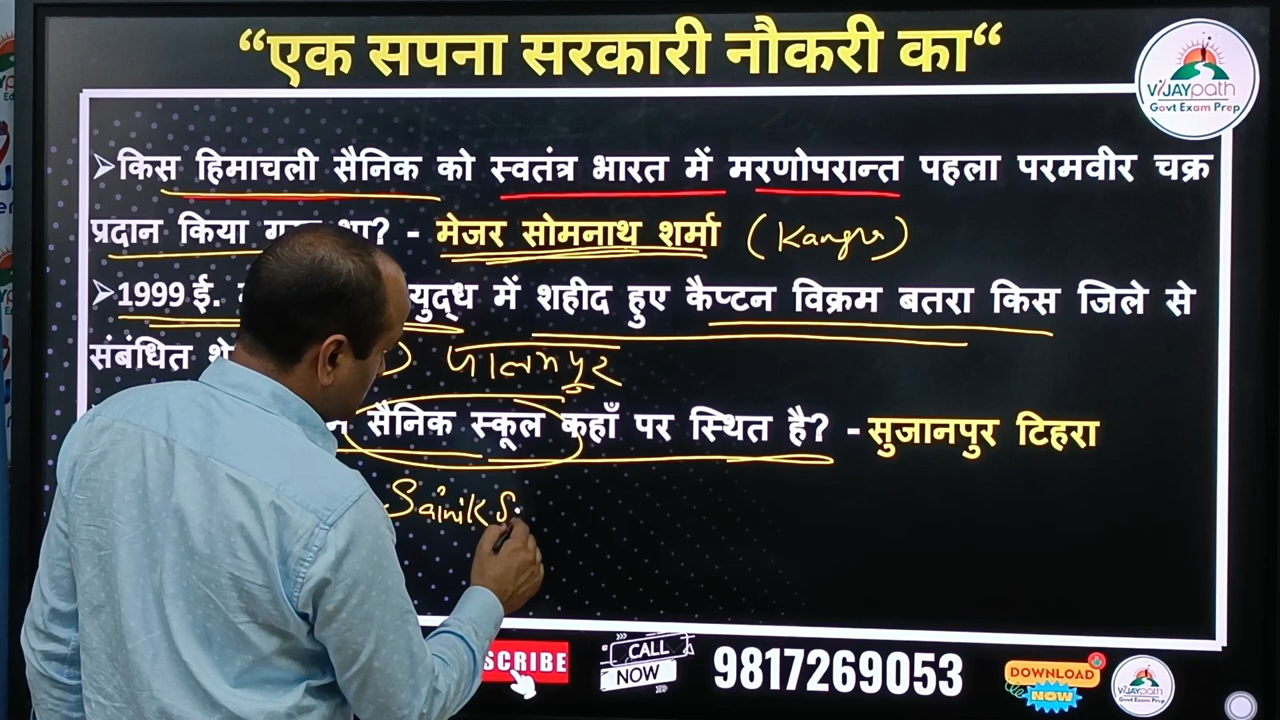 “एक सपना सरकारी नौकरी का“
VIJAYpath
Govt Exam Prep
➤किस हिमाचली सैनिक को स्वतंत्र भारत में मरणोपरान्त पहला परमवीर चक्र
प्रदान किया था? - मेजर सोमनाथ शर्मा (Kangra)
➤1999 ई. युद्ध में शहीद हुए कैप्टन विक्रम बतरा किस जिले से
संबंधित ) पालमपुर
सैनिक स्कूल कहाँ पर स्थित है? - सुजानपुर टिहरा
Sainik S
SCRIBE
CALL
NOW
9817269053
DOWNLOAD
NOW
VIJAYpath
Govt Exam Prep